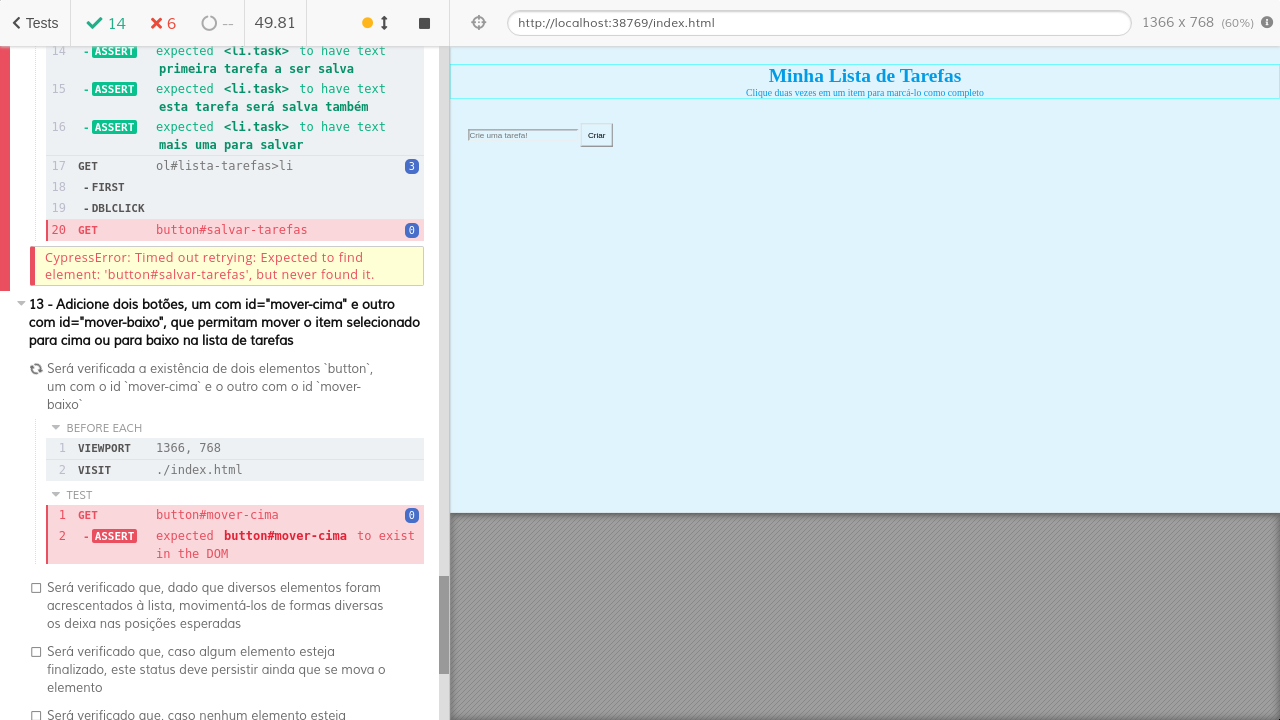 Tests 14 6 -- 49.81 http://localhost:38769/index.html 1366 x 768 (60%)
14 - ASSERT expected <li.task> to have text
primeira tarefa a ser salva
15 - ASSERT expected <li.task> to have text
esta tarefa será salva também
16 - ASSERT expected <li.task> to have text
mais uma para salvar
17 GET ol#lista-tarefas>li 3
18 - FIRST
19 - DBLCLICK
20 GET button#salvar-tarefas 0
CypressError: Timed out retrying: Expected to find
element: 'button#salvar-tarefas', but never found it.
13 - Adicione dois botões, um com id="mover-cima" e outro
com id="mover-baixo", que permitam mover o item selecionado
para cima ou para baixo na lista de tarefas
Será verificada a existência de dois elementos `button`,
um com o id `mover-cima` e o outro com o id `mover-
baixo`
BEFORE EACH
1 VIEWPORT 1366, 768
2 VISIT ./index.html
TEST
1 GET button#mover-cima 0
2 - ASSERT expected button#mover-cima to exist
in the DOM
Será verificado que, dado que diversos elementos foram
acrescentados à lista, movimentá-los de formas diversas
os deixa nas posições esperadas
Será verificado que, caso algum elemento esteja
finalizado, este status deve persistir ainda que se mova o
elemento
Será verificado que, caso nenhum elemento esteja
Minha Lista de Tarefas
Clique duas vezes em um item para marcá-lo como completo
Crie uma tarefa! Criar